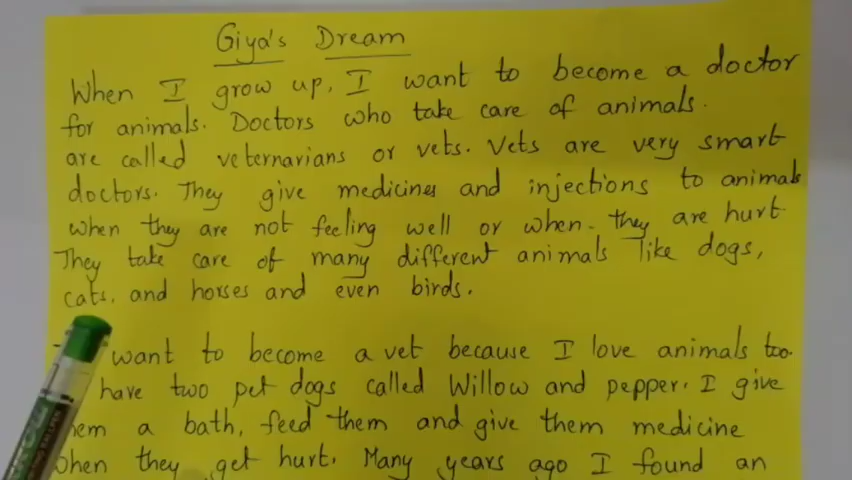 Giya's Dream
When I grow up, I want to become a doctor
for animals. Doctors who take care of animals.
are called veternarians or vets. Vets are very smart
doctors. They give medicines and injections to animals
when they are not feeling well or when they are hurt.
They take care of many different animals like dogs,
cats, and horses and even birds.
want to become a vet because I love animals too.
have two pet dogs called Willow and pepper. I give
a bath, feed them and give them medicine
when they get hurt. Many years ago I found an